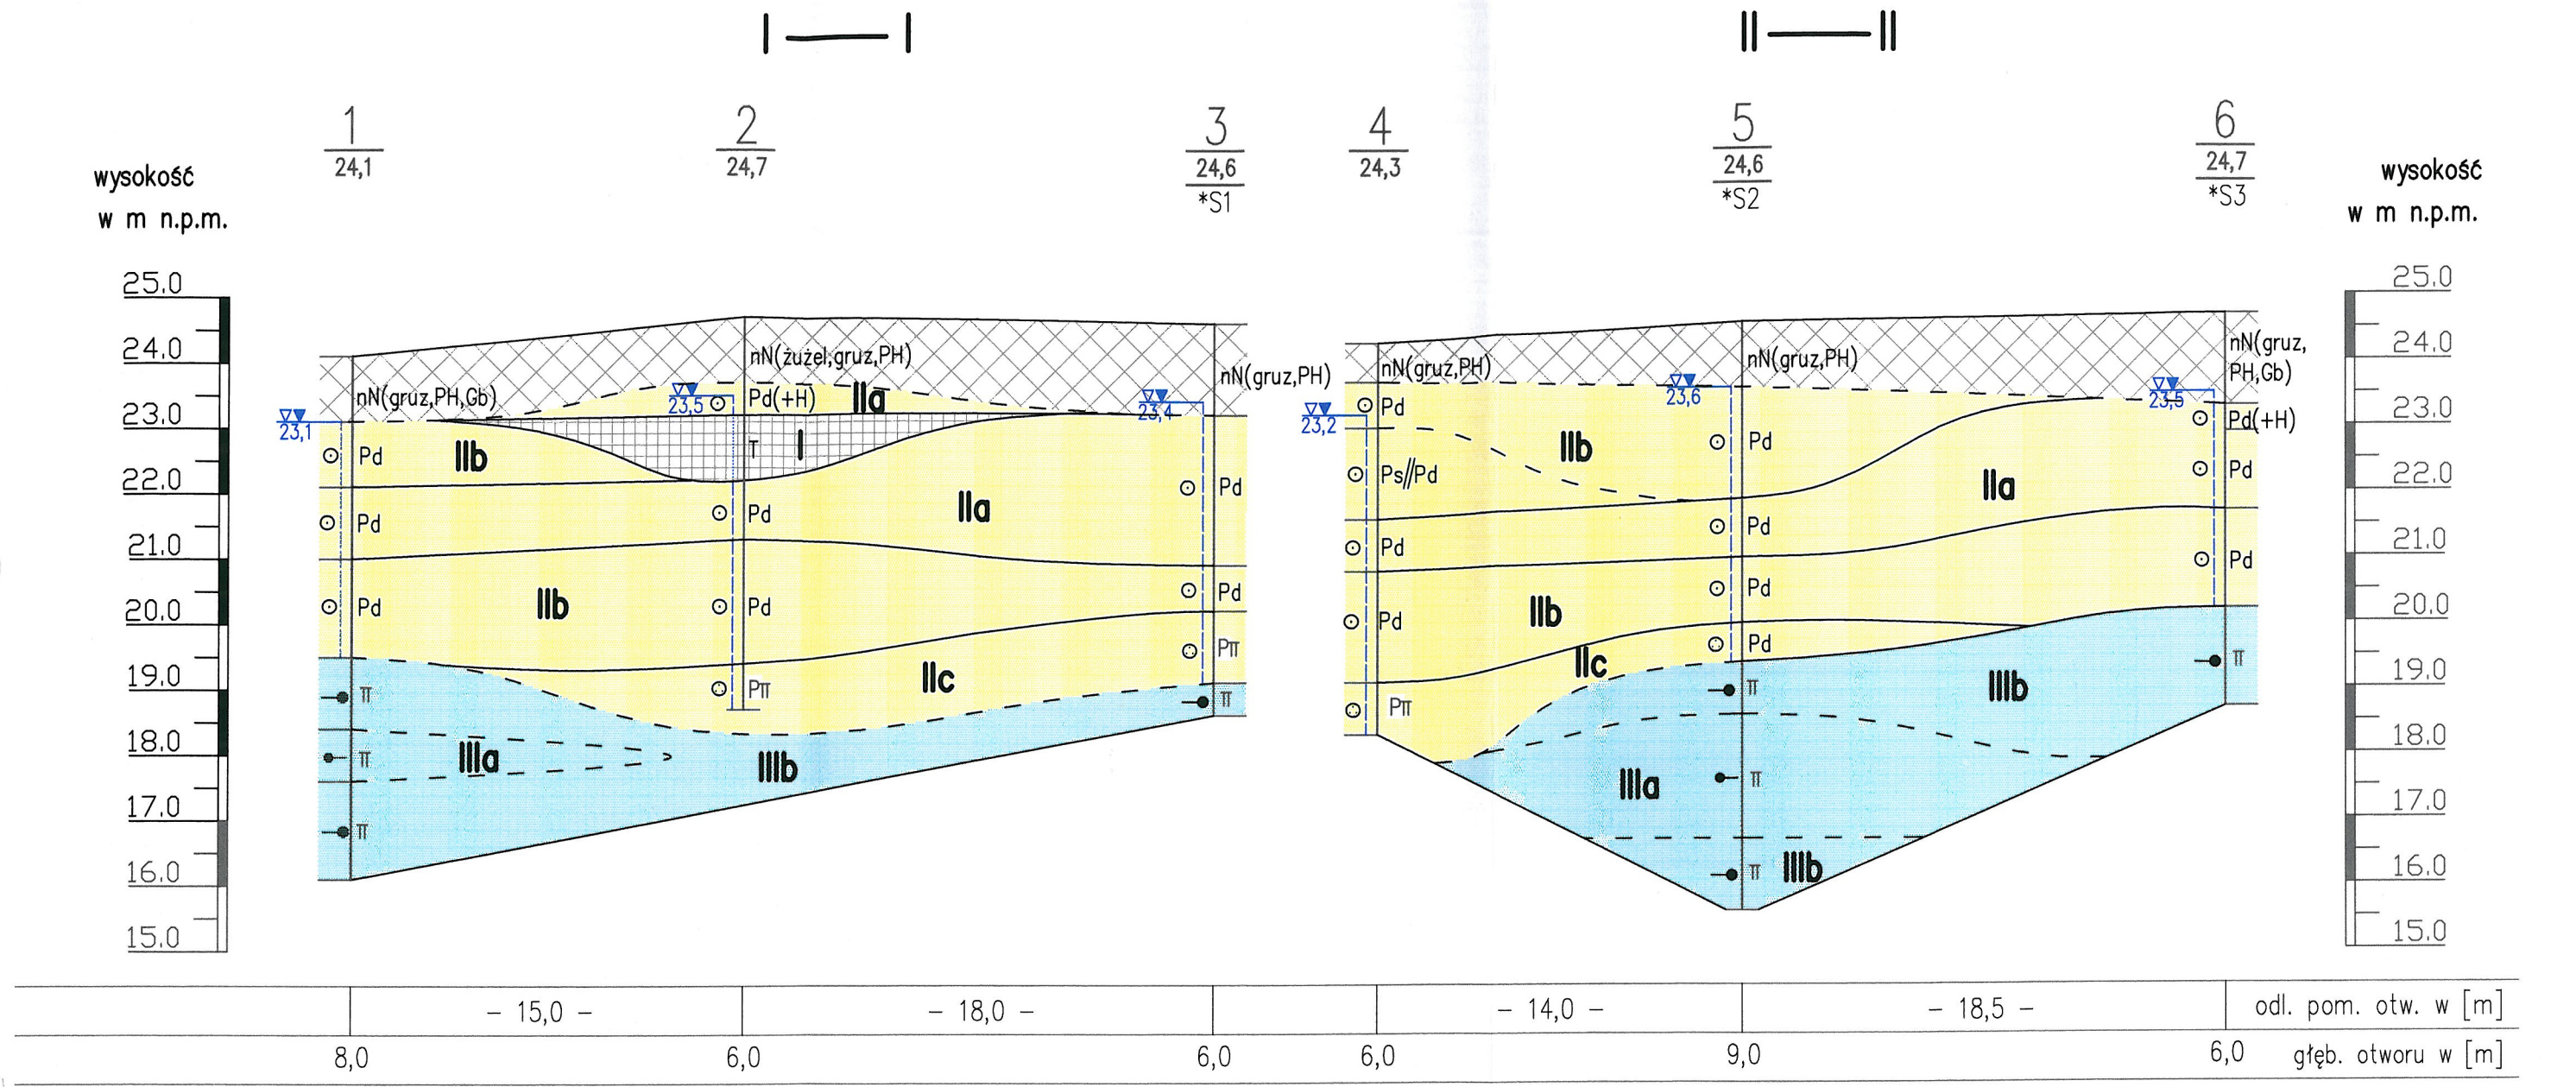 I — I
II — II
1
24,1
2
24,7
3
24,6
*S1
4
24,3
5
24,6
*S2
6
24,7
*S3
wysokość
w m n.p.m.
wysokość
w m n.p.m.
25.0
24.0
23.0
22.0
21.0
20.0
19.0
18.0
17.0
16.0
15.0
nN(gruz,PH,Gb)
23,1
Pd
IIb
Pd
Pd
IIb
π
π
IIIa
π
nN(żużel,gruz,PH)
23,5
Pd(+H)
IIa
T
I
Pd
IIa
Pd
Pπ
IIc
IIIb
nN(gruz,PH)
23,4
Pd
Pd
Pπ
π
nN(gruz,PH)
23,2
Pd
Ps//Pd
IIb
Pd
Pd
IIb
IIc
Pπ
nN(gruz,PH)
23,6
Pd
Pd
IIa
Pd
Pd
π
IIIb
IIIa
π
π
IIIb
nN(gruz,
PH,Gb)
23,5
Pd(+H)
Pd
Pd
π
25.0
24.0
23.0
22.0
21.0
20.0
19.0
18.0
17.0
16.0
15.0
- 15,0 -
- 18,0 -
- 14,0 -
- 18,5 -
odl. pom. otw. w [m]
8,0
6,0
6,0
6,0
9,0
6,0
głęb. otworu w [m]